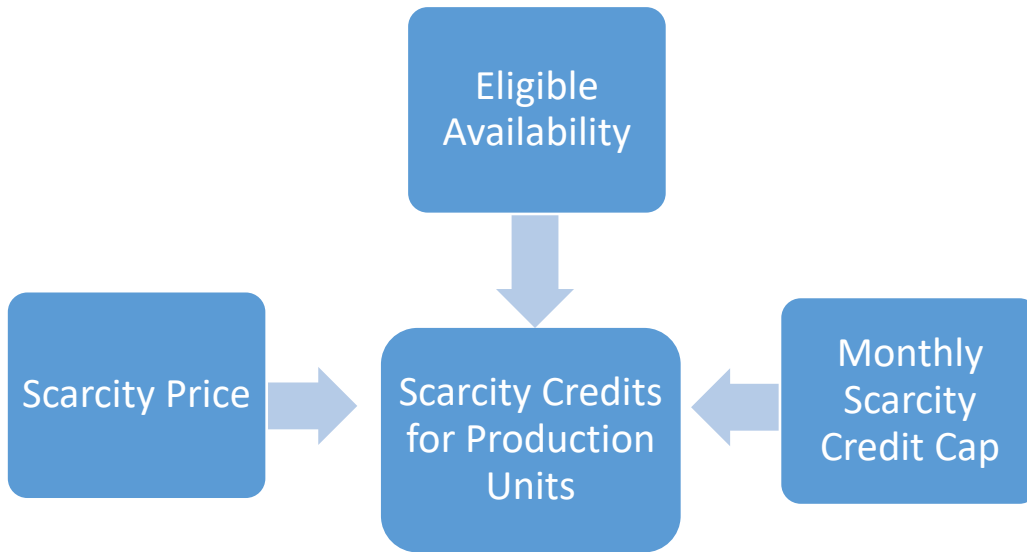 Eligible
Availability
Scarcity Price
Scarcity Credits
for Production
Units
Monthly
Scarcity
Credit Cap